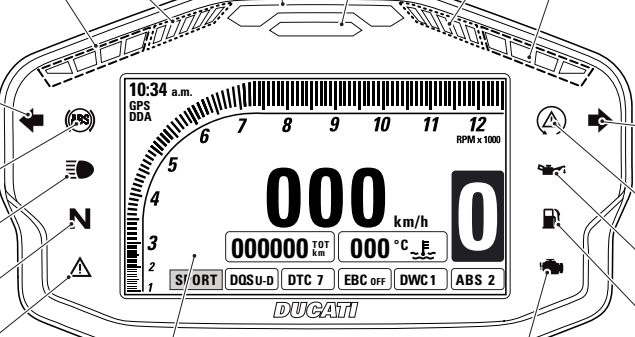 10:34 a.m.
GPS
DDA
ABS
N
1
2
3
4
5
6
7
8
9
10
11
12
RPM x 1000
000
km/h
0
000000 TOT km
000 °C
SPORT
DQS U-D
DTC 7
EBC OFF
DWC 1
ABS 2
DUCATI